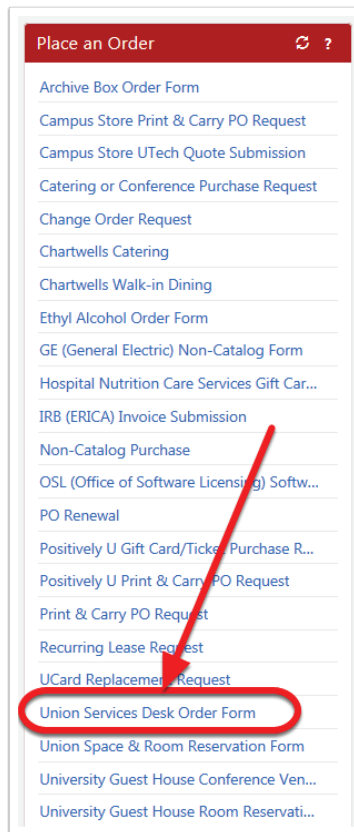 Place an Order ?
Archive Box Order Form
Campus Store Print & Carry PO Request
Campus Store UTech Quote Submission
Catering or Conference Purchase Request
Change Order Request
Chartwells Catering
Chartwells Walk-in Dining
Ethyl Alcohol Order Form
GE (General Electric) Non-Catalog Form
Hospital Nutrition Care Services Gift Car...
IRB (ERICA) Invoice Submission
Non-Catalog Purchase
OSL (Office of Software Licensing) Softw...
PO Renewal
Positively U Gift Card/Ticket Purchase R...
Positively U Print & Carry PO Request
Print & Carry PO Request
Recurring Lease Request
UCard Replacement Request
Union Services Desk Order Form
Union Space & Room Reservation Form
University Guest House Conference Ven...
University Guest House Room Reservati...